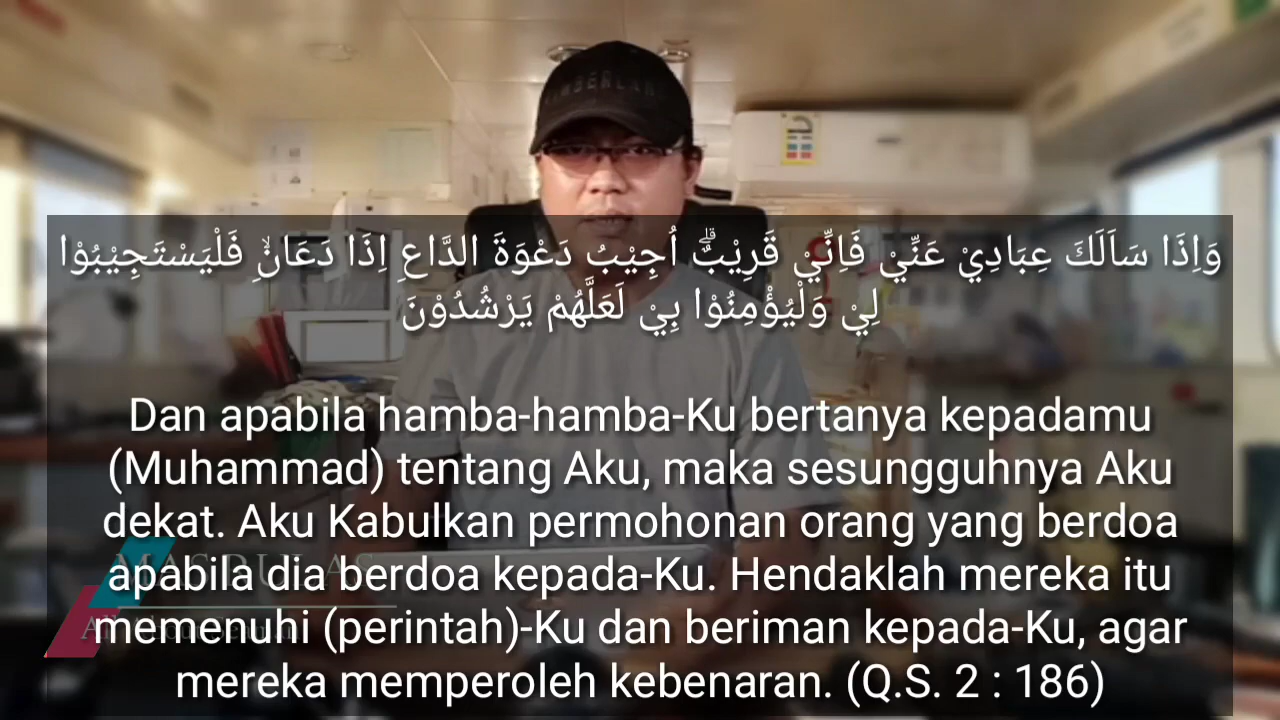 وَاِذَا سَاَلَكَ عِبَادِيْ عَنِّيْ فَاِنِّيْ قَرِيْبٌ ۗ اُجِيْبُ دَعْوَةَ الدَّاعِ اِذَا دَعَانِۙ فَلْيَسْتَجِيْبُوْا
لِيْ وَلْيُؤْمِنُوْا بِيْ لَعَلَّهُمْ يَرْشُدُوْنَ
Dan apabila hamba-hamba-Ku bertanya kepadamu
(Muhammad) tentang Aku, maka sesungguhnya Aku
dekat. Aku Kabulkan permohonan orang yang berdoa
apabila dia berdoa kepada-Ku. Hendaklah mereka itu
memenuhi (perintah)-Ku dan beriman kepada-Ku, agar
mereka memperoleh kebenaran. (Q.S. 2 : 186)